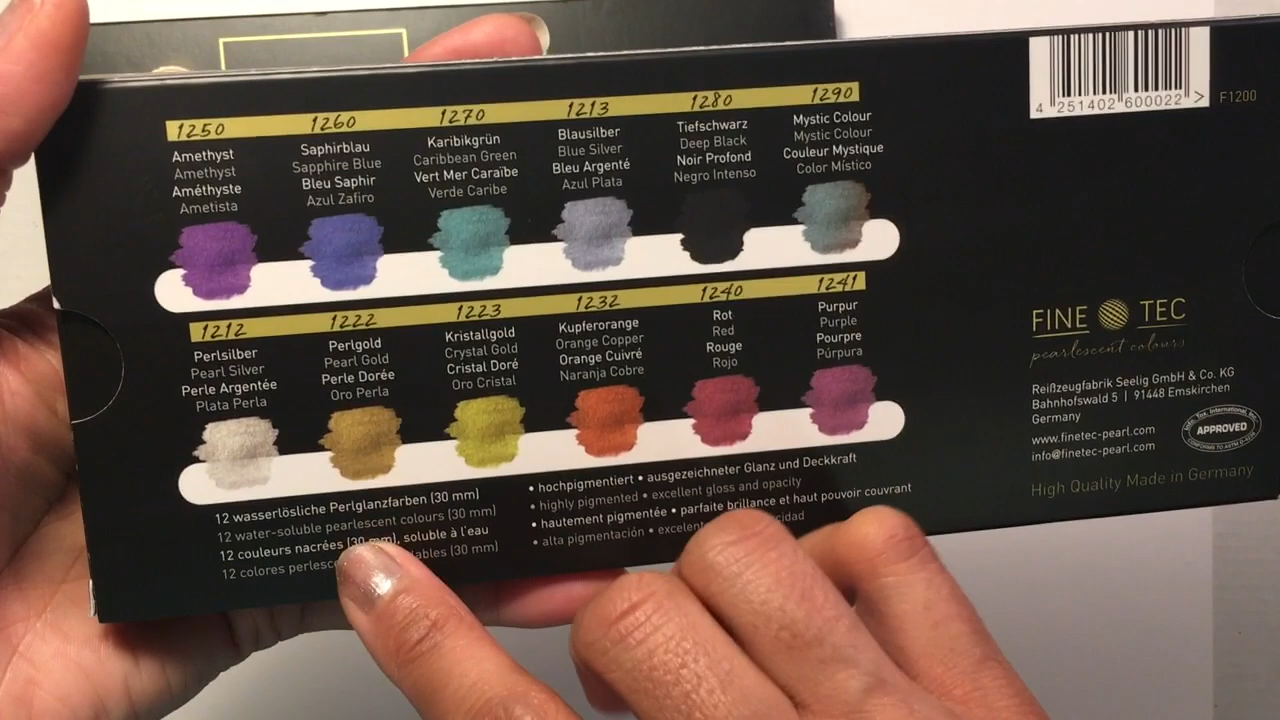 1250
Amethyst
Amethyst
Améthyste
Ametista
1260
Saphirblau
Sapphire Blue
Bleu Saphir
Azul Zafiro
1270
Karibikgrün
Caribbean Green
Vert Mer Caraïbe
Verde Caribe
1213
Blausilber
Blue Silver
Bleu Argenté
Azul Plata
1280
Tiefschwarz
Deep Black
Noir Profond
Negro Intenso
1290
Mystic Colour
Mystic Colour
Couleur Mystique
Color Místico
1212
Perlsilber
Pearl Silver
Perle Argentée
Plata Perla
1222
Perlgold
Pearl Gold
Perle Dorée
Oro Perla
1223
Kristallgold
Crystal Gold
Cristal Doré
Oro Cristal
1232
Kupferorange
Orange Copper
Orange Cuivré
Naranja Cobre
1240
Rot
Red
Rouge
Rojo
1241
Purpur
Purple
Pourpre
Púrpura
12 wasserlösliche Perlglanzfarben (30 mm)
12 water-soluble pearlescent colours (30 mm)
12 couleurs nacrées (30 mm), soluble à l'eau
12 colores (30 mm)
• hochpigmentiert • ausgezeichneter Glanz und Deckkraft
• highly pigmented • excellent gloss and opacity
• hautement pigmentée • parfaite brillance et haut pouvoir couvrant
• alta pigmentación •
4 251402 600022 >
F1200
FINE TEC
pearlescent colours
Reißzeugfabrik Seelig GmbH & Co. KG
Bahnhofswald 5 | 91448 Emskirchen
Germany
www.finetec-pearl.com
info@finetec-pearl.com
APPROVED
High Quality Made in Germany